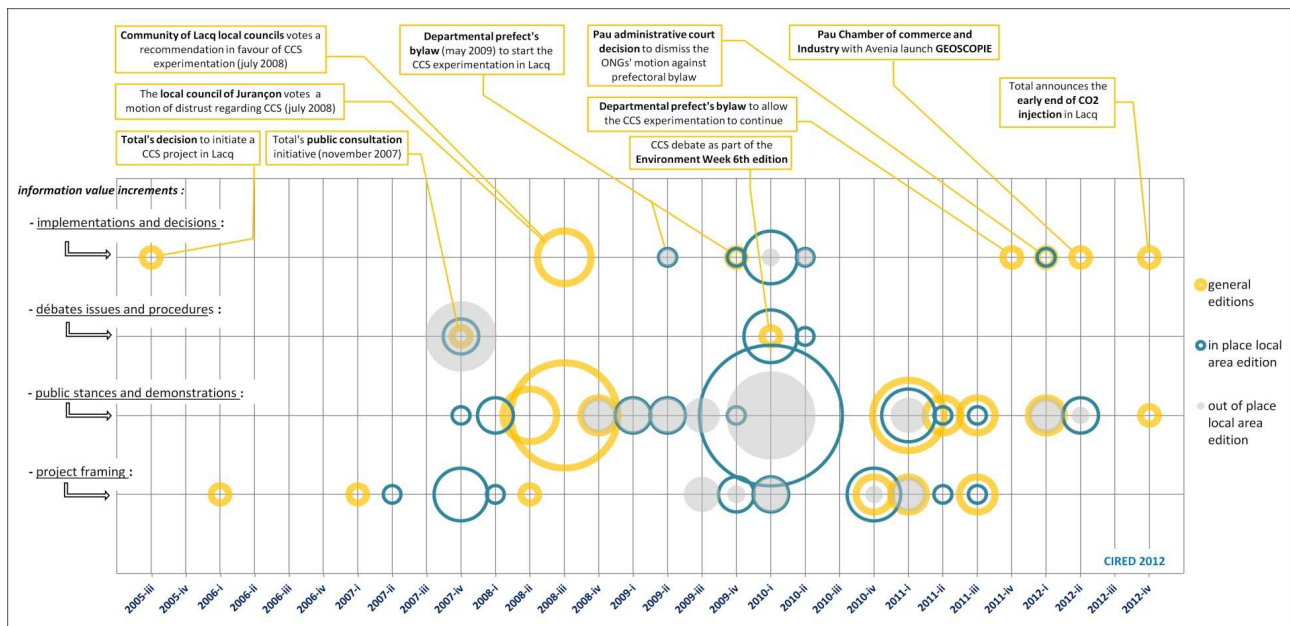 Community of Lacq local councils votes
a recommendation in favour of CCS
experimentation (july 2008)
Departmental prefect's
bylaw (may 2009) to start the
CCS experimentation in Lacq
Pau administrative court
decision to dismiss the
ONGs' motion against
prefectoral bylaw
Pau Chamber of commerce and
Industry with Avenia launch GEOSCOPIE
The local council of Jurançon votes a
motion of distrust regarding CCS (july 2008)
Departmental prefect's bylaw to allow
the CCS experimentation to continue
Total announces the
early end of CO2
injection in Lacq
Total's decision to initiate a
CCS project in Lacq
Total's public consultation
initiative (november 2007)
CCS debate as part of the
Environment Week 6th edition
information value increments :
- implementations and decisions :
- débates issues and procedures :
- public stances and demonstrations :
- project framing :
general
editions
in place local
area edition
out of place
local area
edition
CIRED 2012
2005-iii
2005-iv
2006-i
2006-ii
2006-iii
2006-iv
2007-i
2007-ii
2007-iii
2007-iv
2008-i
2008-ii
2008-iii
2008-iv
2009-i
2009-ii
2009-iii
2009-iv
2010-i
2010-ii
2010-iii
2010-iv
2011-i
2011-ii
2011-iii
2011-iv
2012-i
2012-ii
2012-iii
2012-iv